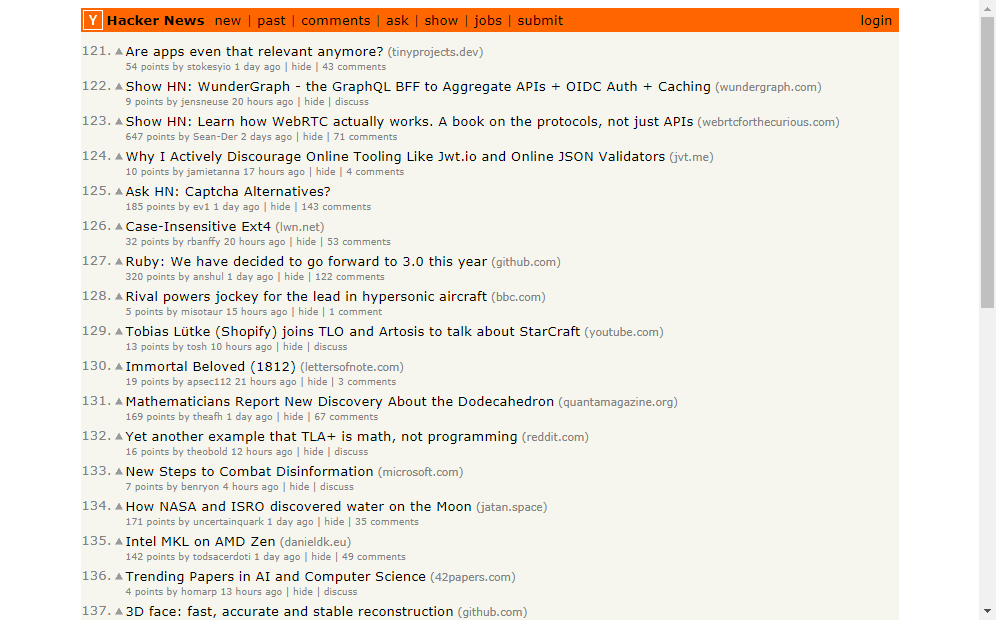 Y Hacker News new | past | comments | ask | show | jobs | submit login
121. Are apps even that relevant anymore? (tinyprojects.dev)
54 points by stokesyio 1 day ago | hide | 43 comments
122. Show HN: WunderGraph - the GraphQL BFF to Aggregate APIs + OIDC Auth + Caching (wundergraph.com)
9 points by jensneuse 20 hours ago | hide | discuss
123. Show HN: Learn how WebRTC actually works. A book on the protocols, not just APIs (webrtcforthecurious.com)
647 points by Sean-Der 2 days ago | hide | 71 comments
124. Why I Actively Discourage Online Tooling Like Jwt.io and Online JSON Validators (jvt.me)
10 points by jamietanna 17 hours ago | hide | 4 comments
125. Ask HN: Captcha Alternatives?
185 points by ev1 1 day ago | hide | 143 comments
126. Case-Insensitive Ext4 (lwn.net)
32 points by rbanffy 20 hours ago | hide | 53 comments
127. Ruby: We have decided to go forward to 3.0 this year (github.com)
320 points by anshul 1 day ago | hide | 122 comments
128. Rival powers jockey for the lead in hypersonic aircraft (bbc.com)
5 points by misotaur 15 hours ago | hide | 1 comment
129. Tobias Lütke (Shopify) joins TLO and Artosis to talk about StarCraft (youtube.com)
13 points by tosh 10 hours ago | hide | discuss
130. Immortal Beloved (1812) (lettersofnote.com)
19 points by apsec112 21 hours ago | hide | 3 comments
131. Mathematicians Report New Discovery About the Dodecahedron (quantamagazine.org)
169 points by theafh 1 day ago | hide | 67 comments
132. Yet another example that TLA+ is math, not programming (reddit.com)
16 points by theobold 12 hours ago | hide | discuss
133. New Steps to Combat Disinformation (microsoft.com)
7 points by benryon 4 hours ago | hide | discuss
134. How NASA and ISRO discovered water on the Moon (jatan.space)
171 points by uncertainquark 1 day ago | hide | 35 comments
135. Intel MKL on AMD Zen (danieldk.eu)
142 points by todsacerdoti 1 day ago | hide | 49 comments
136. Trending Papers in AI and Computer Science (42papers.com)
4 points by homarp 13 hours ago | hide | discuss
137. 3D face: fast, accurate and stable reconstruction (github.com)